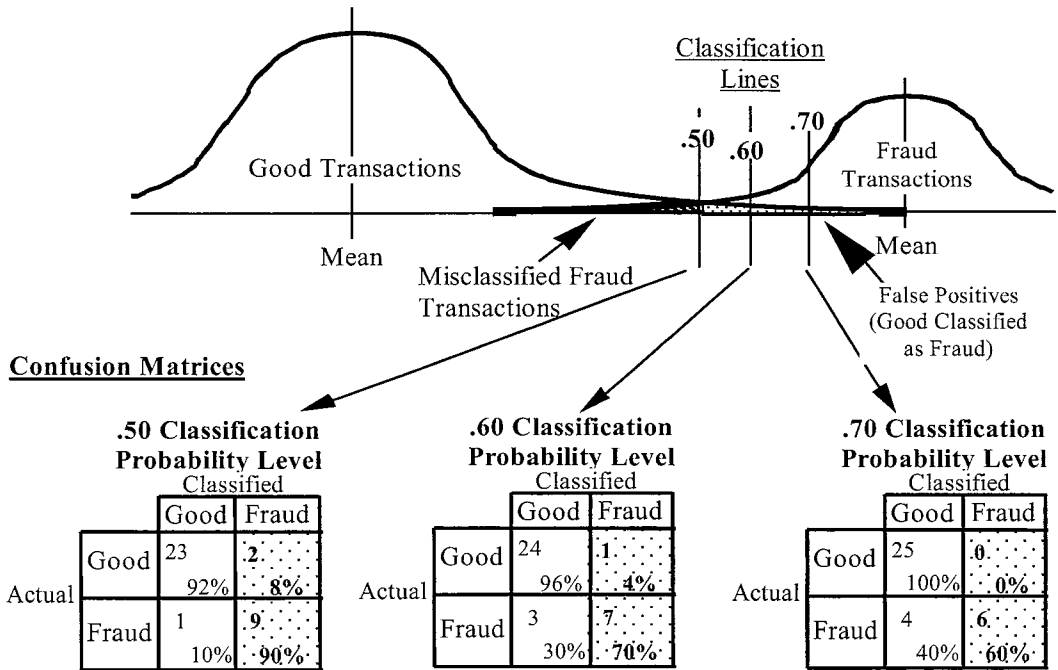 Classification
Lines
.50
.60
.70
Good Transactions
Fraud
Transactions
Mean
Mean
Misclassified Fraud
Transactions
False Positives
(Good Classified
as Fraud)
Confusion Matrices
.50 Classification
Probability Level
Classified
Good Fraud
Actual
Good 23 2
92% 8%
Fraud 1 9
10% 90%
.60 Classification
Probability Level
Classified
Good Fraud
Actual
Good 24 1
96% 4%
Fraud 3 7
30% 70%
.70 Classification
Probability Level
Classified
Good Fraud
Actual
Good 25 0
100% 0%
Fraud 4 6
40% 60%